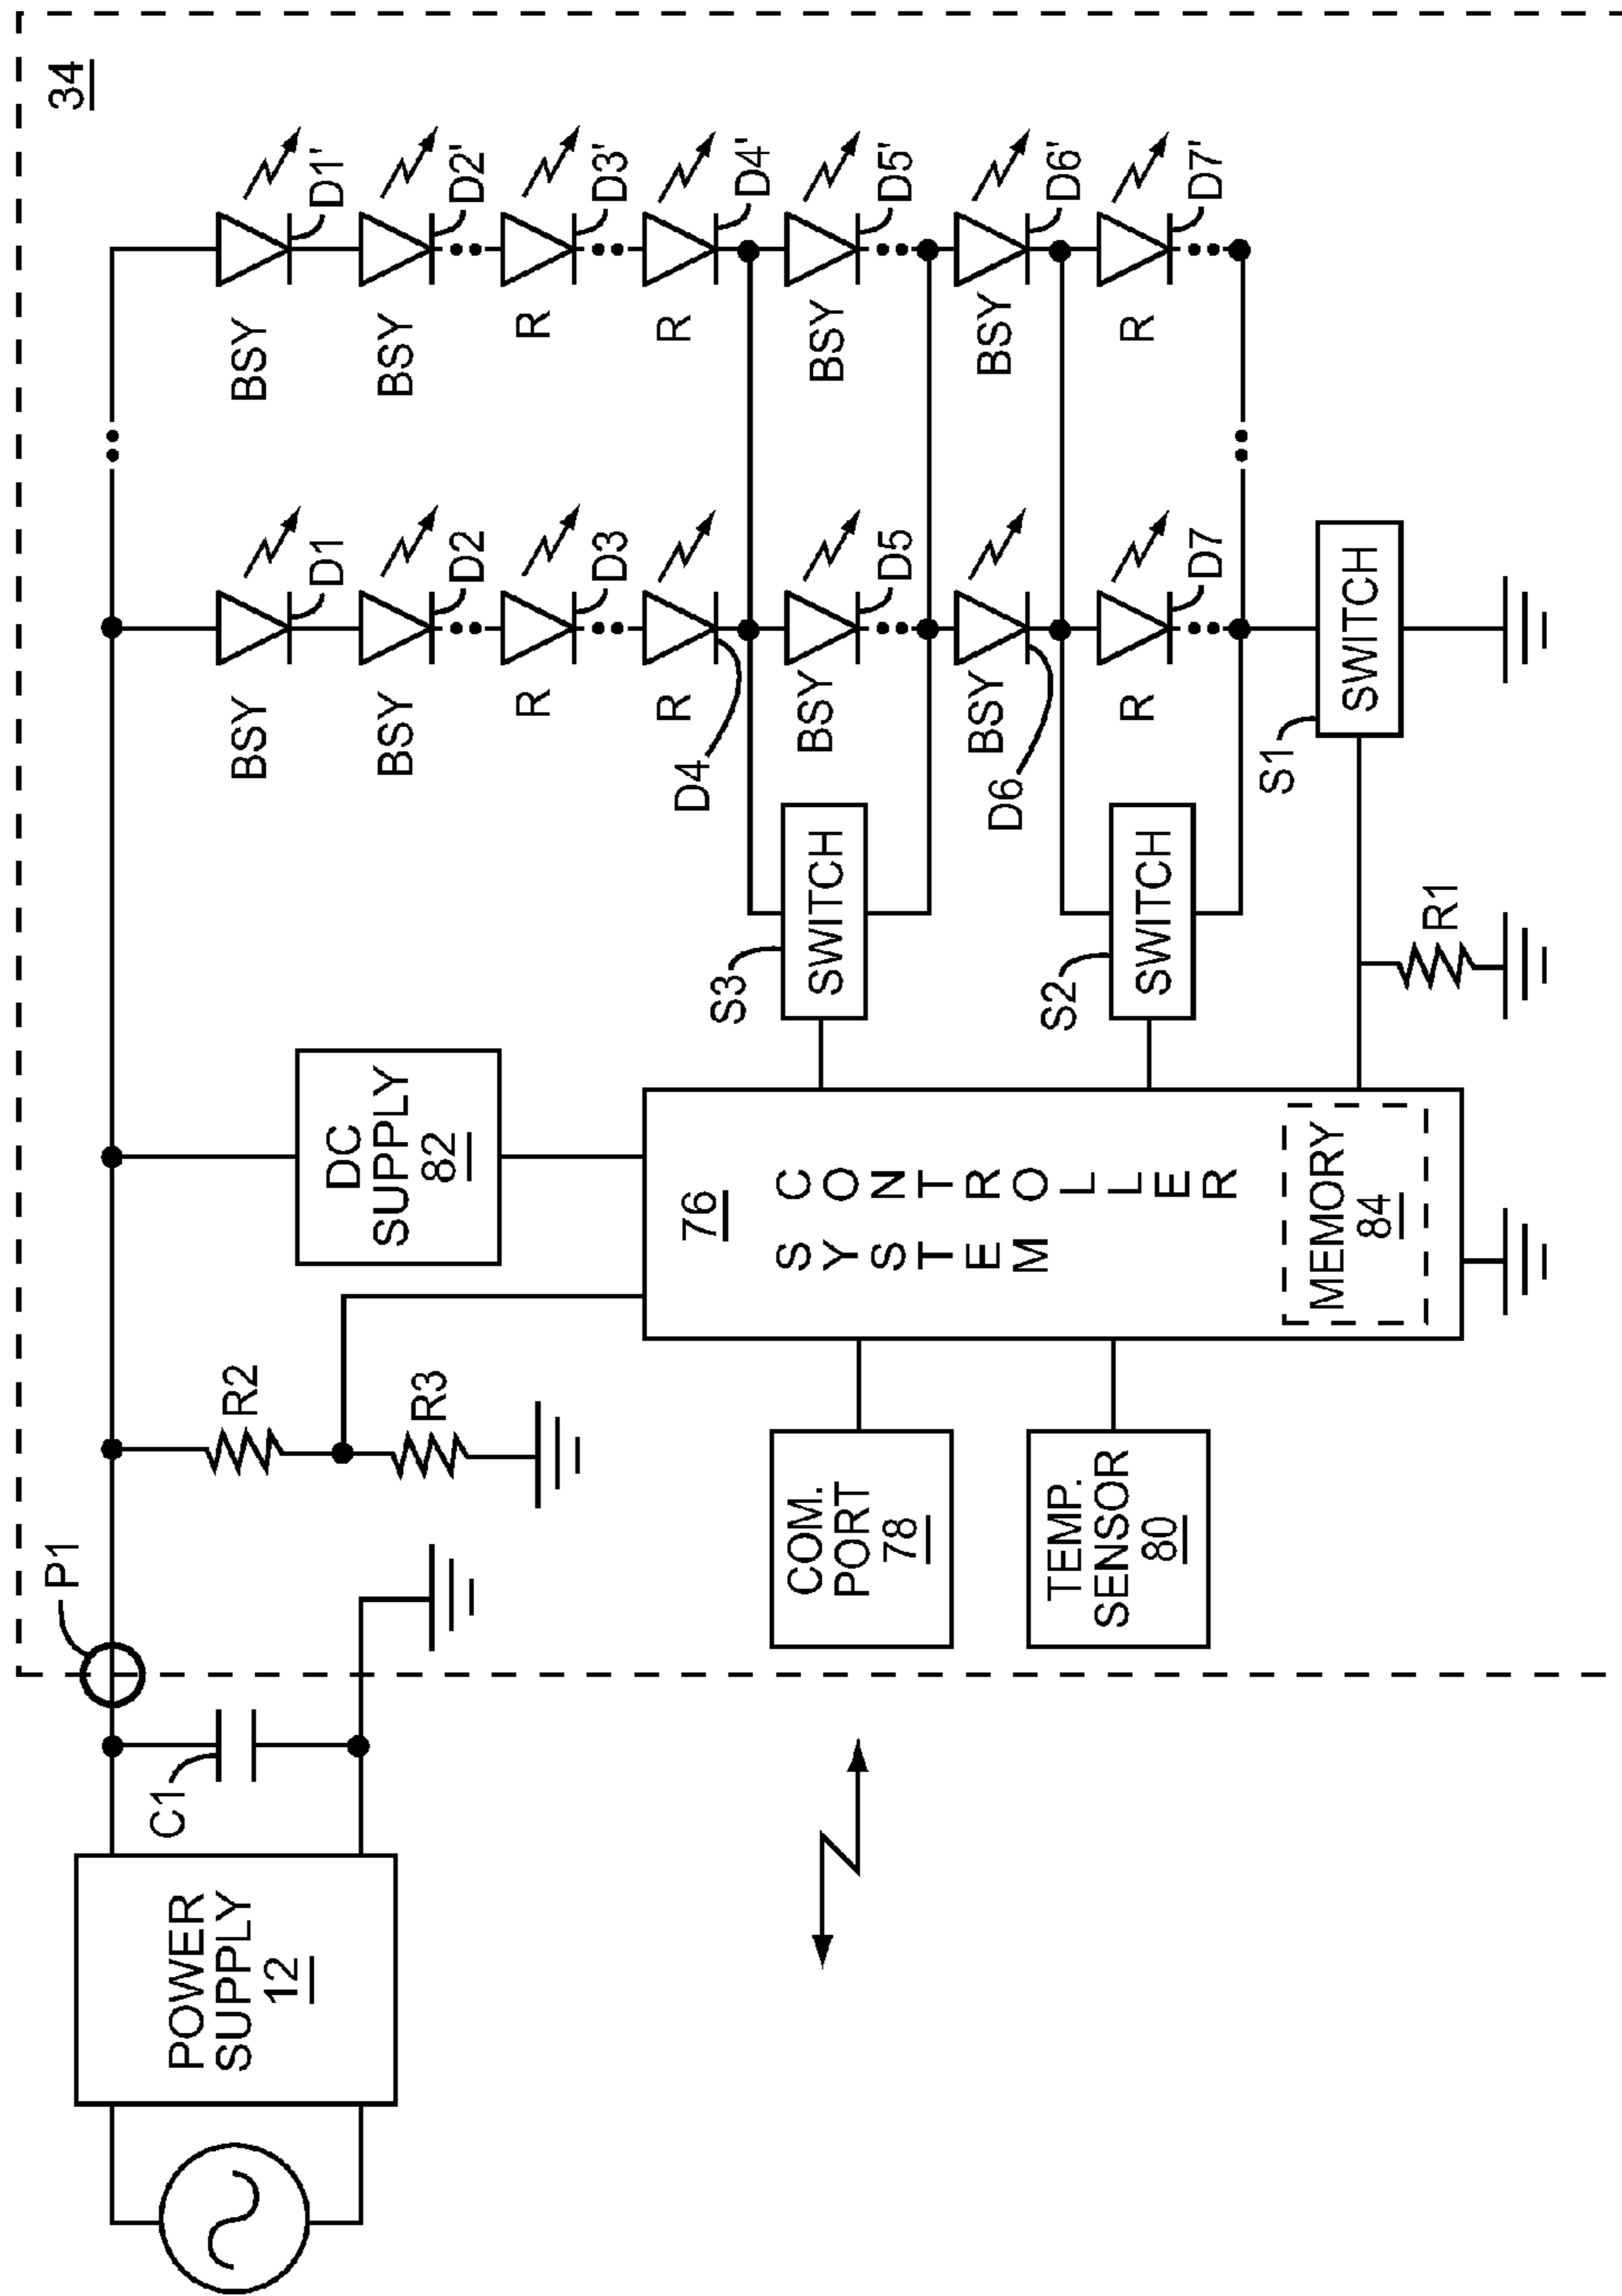 34
P1
C1
POWER
SUPPLY
12
R2
R3
DC
SUPPLY
82
76
SYSTEM
CONTROLLER
MEMORY
84
COM.
PORT
78
TEMP.
SENSOR
80
S3
SWITCH
S2
SWITCH
S1
SWITCH
R1
BSY
D1
BSY
D2
R
D3
R
D4
BSY
D5
BSY
D6
R
D7
BSY
D1'
BSY
D2'
R
D3'
R
D4'
BSY
D5'
BSY
D6'
R
D7'